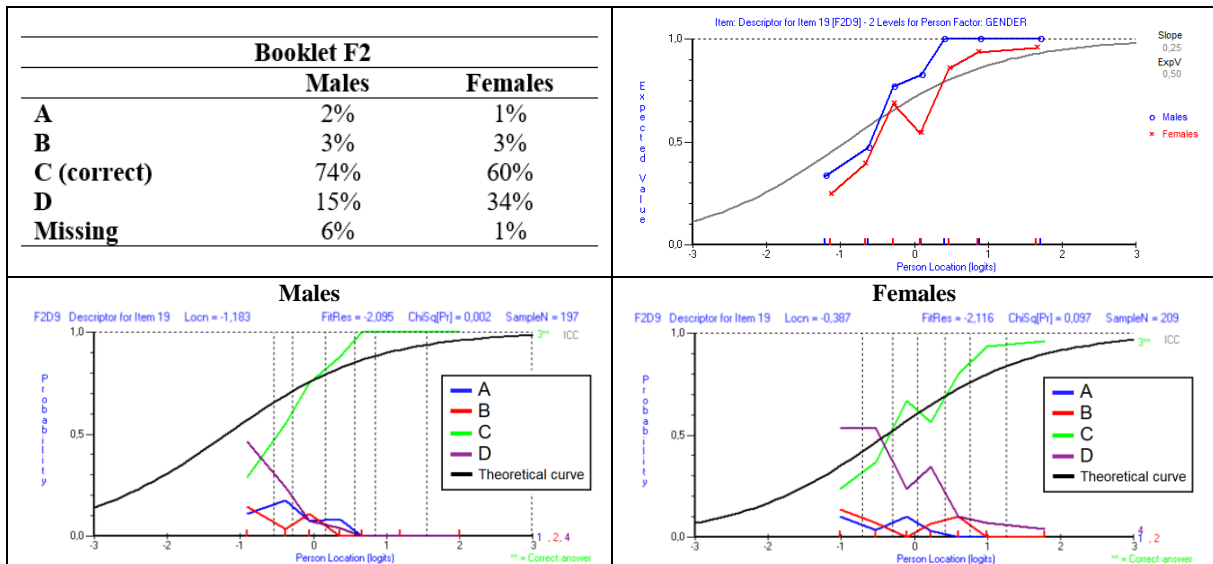 Booklet F2
Males Females
A 2% 1%
B 3% 3%
C (correct) 74% 60%
D 15% 34%
Missing 6% 1%
Item: Descriptor for Item 19 [F2D9] - 2 Levels for Person Factor: GENDER
Slope
0,25
ExpV
0,50
Males
Females
Expected Value
1,0
0,5
0,0
-3 -2 -1 0 1 2 3
Person Location (logits)
Males
F2D9 Descriptor for Item 19 Locn = -1,183 FitRes = -2,095 ChiSq[Pr] = 0,002 SampleN = 197
Probability
1,0
0,5
0,0
3** ICC
A
B
C
D
Theoretical curve
1 , 2, 4
-3 -2 -1 0 1 2 3
Person Location (logits)
** = Correct answer
Females
F2D9 Descriptor for Item 19 Locn = -0,387 FitRes = -2,116 ChiSq[Pr] = 0,097 SampleN = 209
Probability
1,0
0,5
0,0
3** ICC
A
B
C
D
Theoretical curve
4
1 , 2
-3 -2 -1 0 1 2 3
Person Location (logits)
** = Correct answer